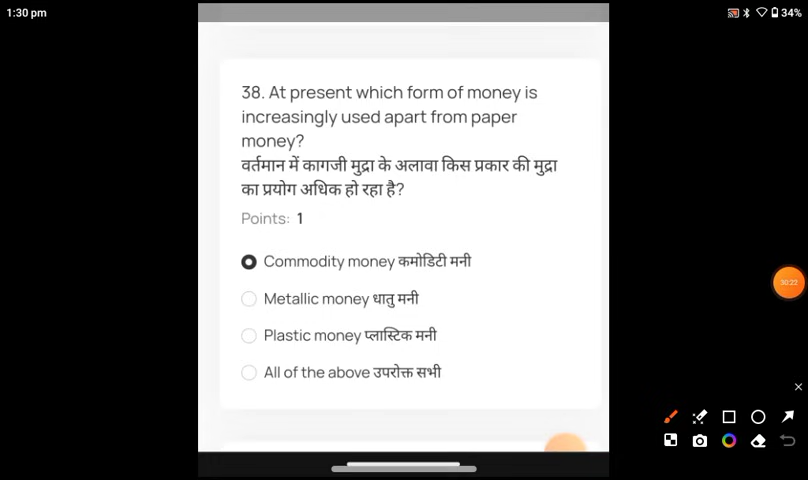 1:30 pm
34%
38. At present which form of money is
increasingly used apart from paper
money?
वर्तमान में कागजी मुद्रा के अलावा किस प्रकार की मुद्रा
का प्रयोग अधिक हो रहा है?
Points: 1
Commodity money कमोडिटी मनी
Metallic money धातु मनी
Plastic money प्लास्टिक मनी
All of the above उपरोक्त सभी
30:22